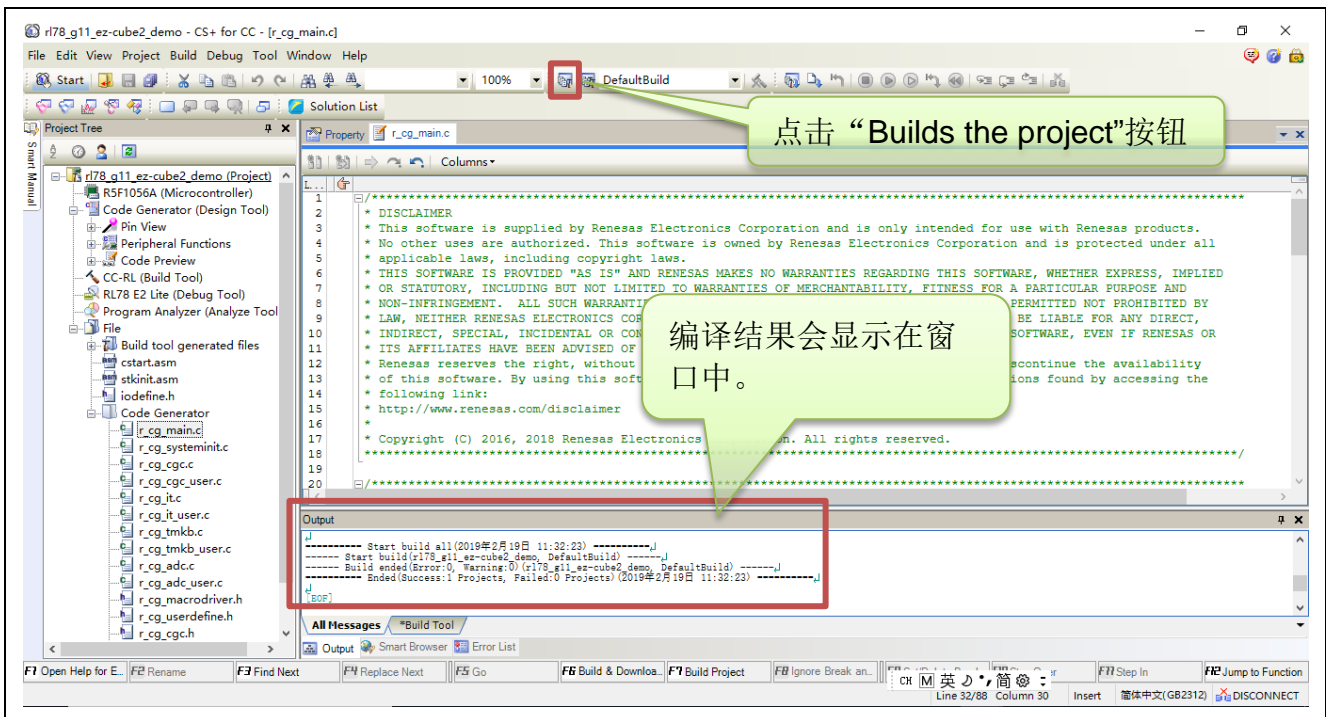 rl78_g11_ez-cube2_demo - CS+ for CC - [r_cg_main.c]
File Edit View Project Build Debug Tool Window Help
Start 100% DefaultBuild
Solution List
点击“Builds the project”按钮
Smart Manual
Project Tree
rl78_g11_ez-cube2_demo (Project)
R5F1056A (Microcontroller)
Code Generator (Design Tool)
Pin View
Peripheral Functions
Code Preview
CC-RL (Build Tool)
RL78 E2 Lite (Debug Tool)
Program Analyzer (Analyze Tool
File
Build tool generated files
cstart.asm
stkinit.asm
iodefine.h
Code Generator
r_cg_main.c
r_cg_systeminit.c
r_cg_cgc.c
r_cg_cgc_user.c
r_cg_it.c
r_cg_it_user.c
r_cg_tmkb.c
r_cg_tmkb_user.c
r_cg_adc.c
r_cg_adc_user.c
r_cg_macrodriver.h
r_cg_userdefine.h
r_cg_cgc.h
Property r_cg_main.c
Columns
L...
1 /******************************************************************************
2 * DISCLAIMER
3 * This software is supplied by Renesas Electronics Corporation and is only intended for use with Renesas products.
4 * No other uses are authorized. This software is owned by Renesas Electronics Corporation and is protected under all
5 * applicable laws, including copyright laws.
6 * THIS SOFTWARE IS PROVIDED "AS IS" AND RENESAS MAKES NO WARRANTIES REGARDING THIS SOFTWARE, WHETHER EXPRESS, IMPLIED
7 * OR STATUTORY, INCLUDING BUT NOT LIMITED TO WARRANTIES OF MERCHANTABILITY, FITNESS FOR A PARTICULAR PURPOSE AND
8 * NON-INFRINGEMENT. ALL SUCH WARRANTI PERMITTED NOT PROHIBITED BY
9 * LAW, NEITHER RENESAS ELECTRONICS COR BE LIABLE FOR ANY DIRECT,
10 * INDIRECT, SPECIAL, INCIDENTAL OR CON SOFTWARE, EVEN IF RENESAS OR
11 * ITS AFFILIATES HAVE BEEN ADVISED OF
12 * Renesas reserves the right, without scontinue the availability
13 * of this software. By using this soft ions found by accessing the
14 * following link:
15 * http://www.renesas.com/disclaimer
16 *
17 * Copyright (C) 2016, 2018 Renesas Electronics n. All rights reserved.
18 ******************************************************************************/
19
20 /******************************************************************************
编译结果会显示在窗
口中。
Output
---------- Start build all(2019年2月19日 11:32:23) ----------
------ Start build(rl78_g11_ez-cube2_demo, DefaultBuild) ------
------ Build ended(Error:0, Warning:0)(rl78_g11_ez-cube2_demo, DefaultBuild) ------
---------- Ended(Success:1 Projects, Failed:0 Projects)(2019年2月19日 11:32:23) ----------
[EOF]
All Messages *Build Tool
Output Smart Browser Error List
F1 Open Help for E... F2 Rename F3 Find Next F4 Replace Next F5 Go F6 Build & Downloa... F7 Build Project F8 Ignore Break an... F11 Step In F12 Jump to Function
CH M 英 简
Line 32/88 Column 30 Insert 简体中文(GB2312) DISCONNECT